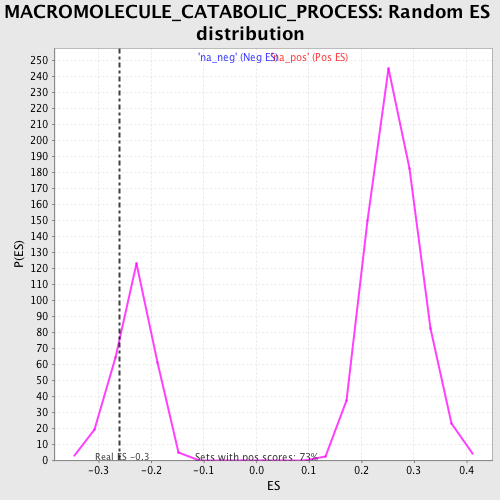 MACROMOLECULE_CATABOLIC_PROCESS: Random ES
distribution
'na_neg' (Neg ES)
'na_pos' (Pos ES)
250
240
230
220
210
200
190
180
170
160
150
140
130
120
110
100
90
80
70
60
50
40
30
20
10
0
P(ES)
Real ES -0.3
Sets with pos scores: 73%
-0.3 -0.2 -0.1 0.0 0.1 0.2 0.3 0.4
ES